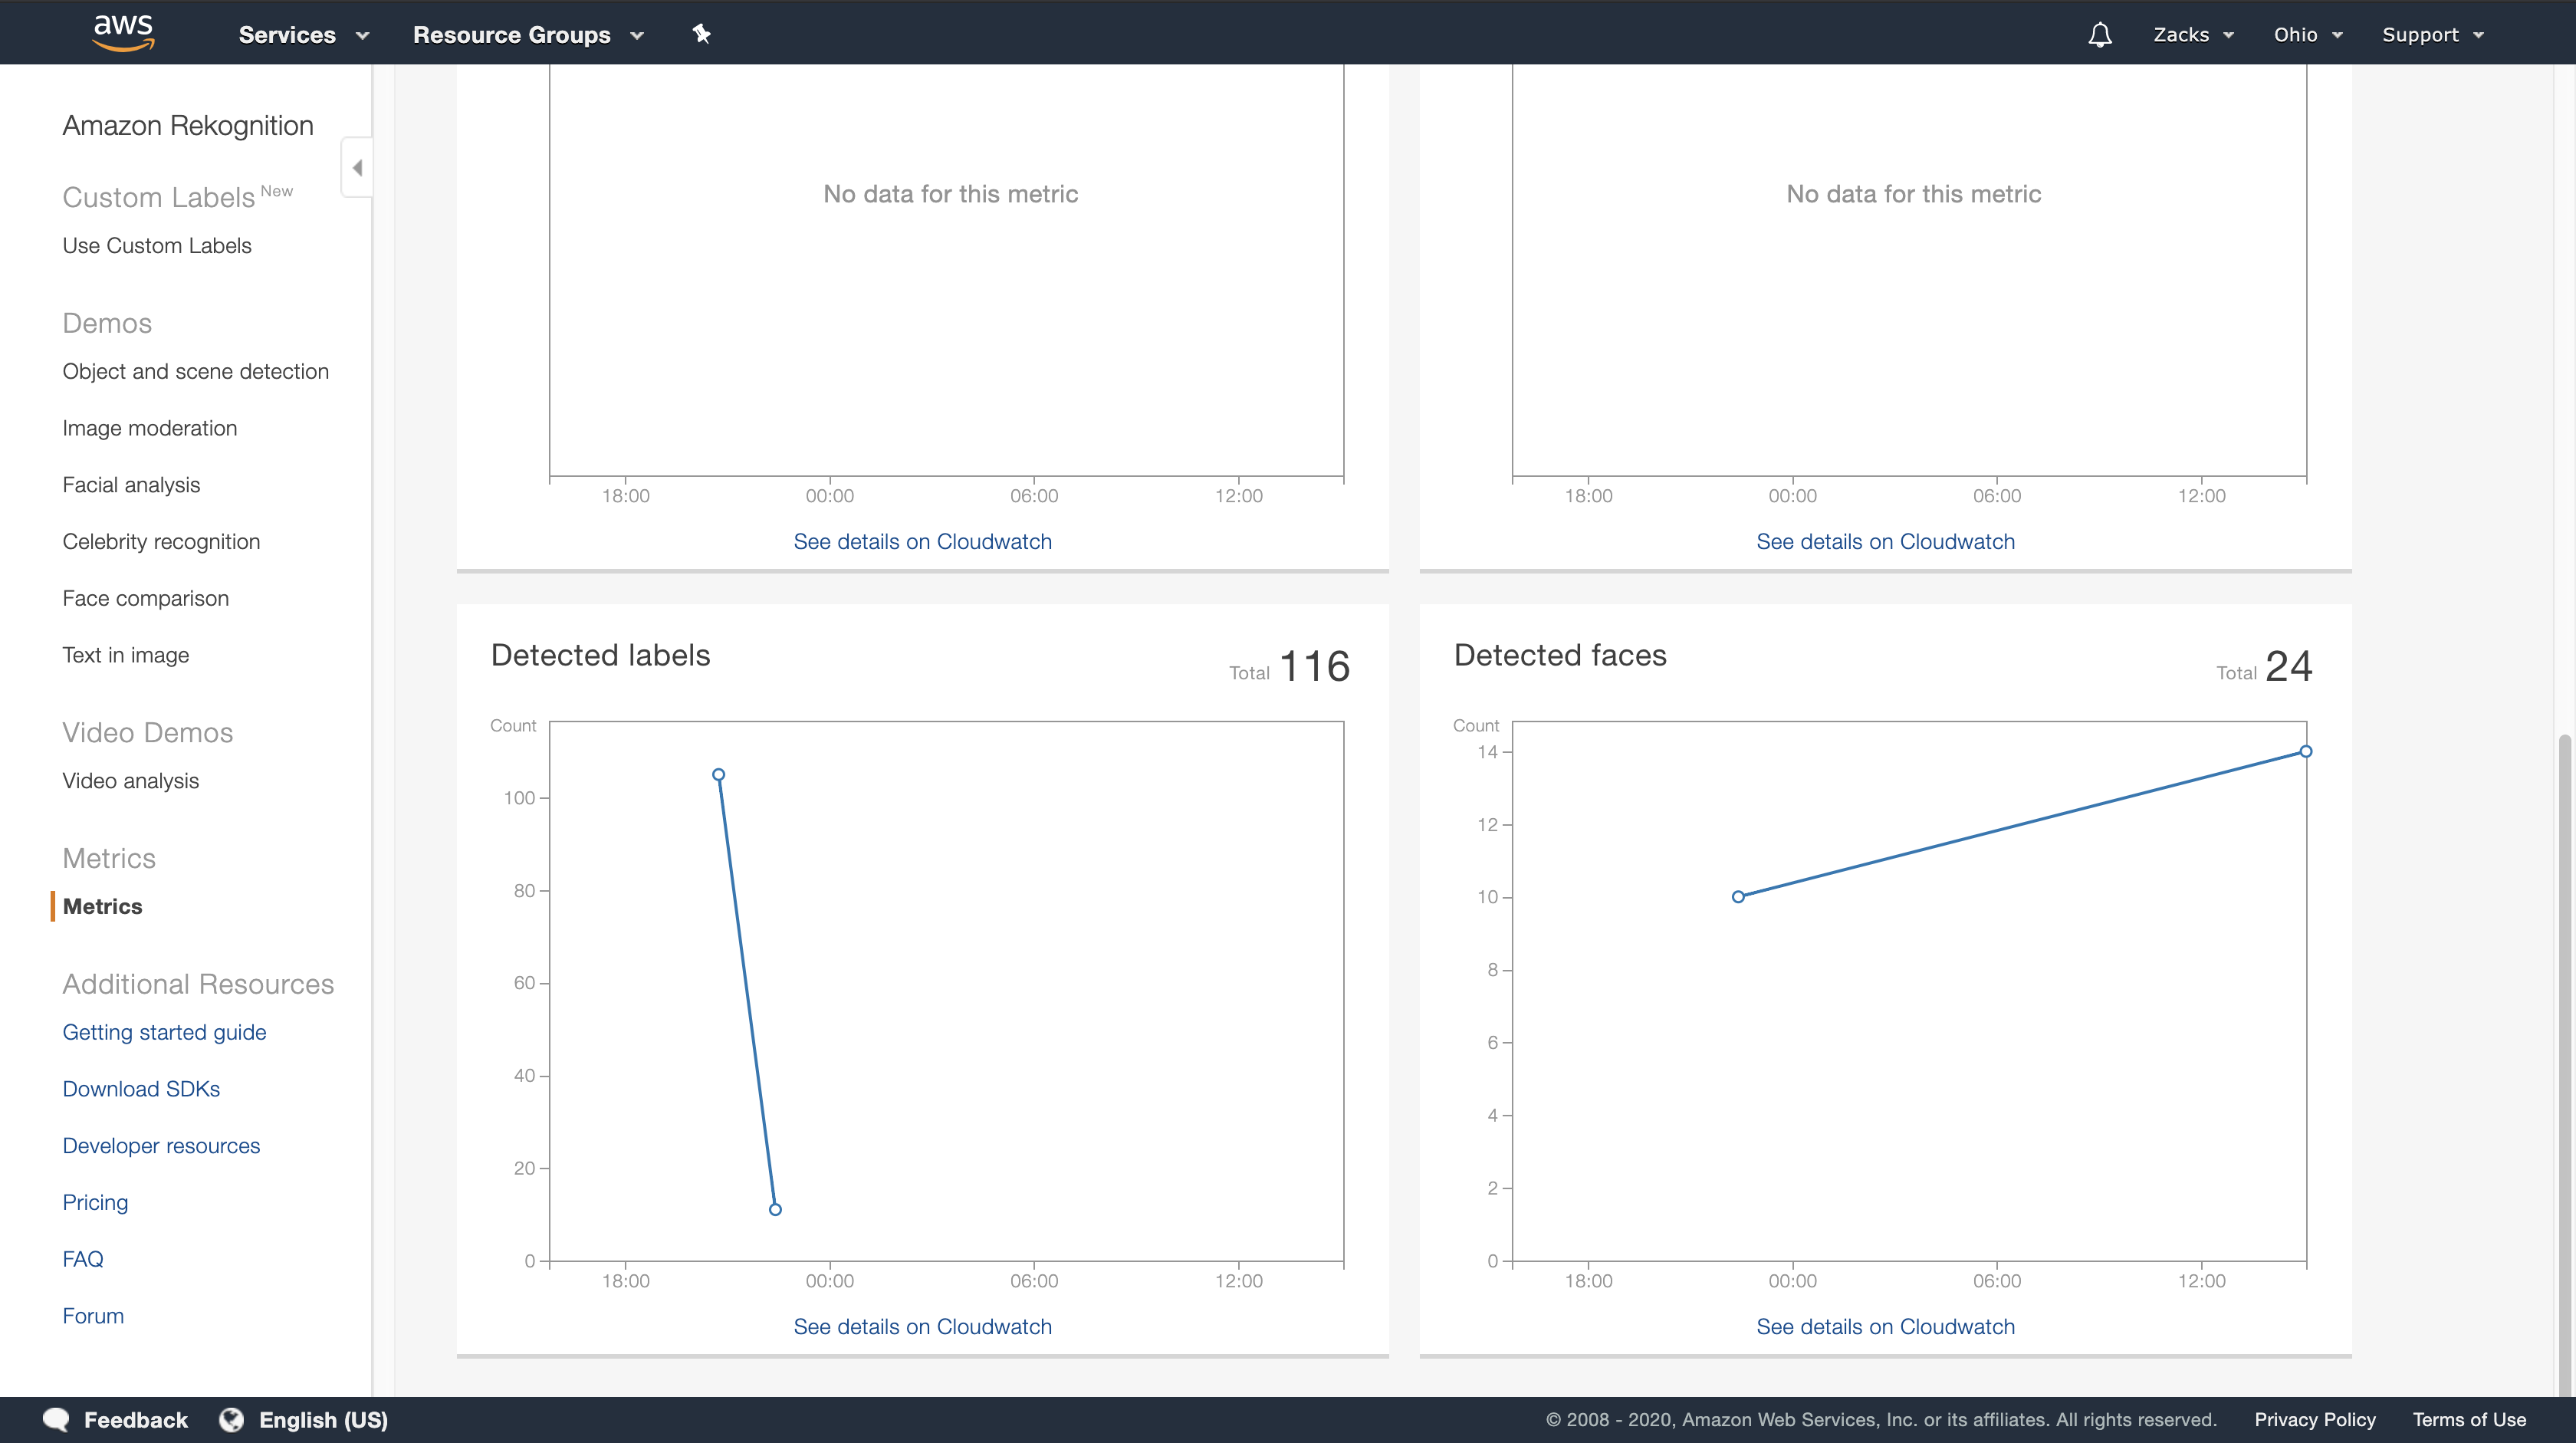 aws
Services
Resource Groups
Zacks
Ohio
Support
Amazon Rekognition
Custom Labels New
Use Custom Labels
Demos
Object and scene detection
Image moderation
Facial analysis
Celebrity recognition
Face comparison
Text in image
Video Demos
Video analysis
Metrics
Metrics
Additional Resources
Getting started guide
Download SDKs
Developer resources
Pricing
FAQ
Forum
No data for this metric
18:00 00:00 06:00 12:00
See details on Cloudwatch
No data for this metric
18:00 00:00 06:00 12:00
See details on Cloudwatch
Detected labels
Total 116
Count
100
80
60
40
20
0
18:00 00:00 06:00 12:00
See details on Cloudwatch
Detected faces
Total 24
Count
14
12
10
8
6
4
2
0
18:00 00:00 06:00 12:00
See details on Cloudwatch
Feedback
English (US)
© 2008 - 2020, Amazon Web Services, Inc. or its affiliates. All rights reserved.
Privacy Policy
Terms of Use